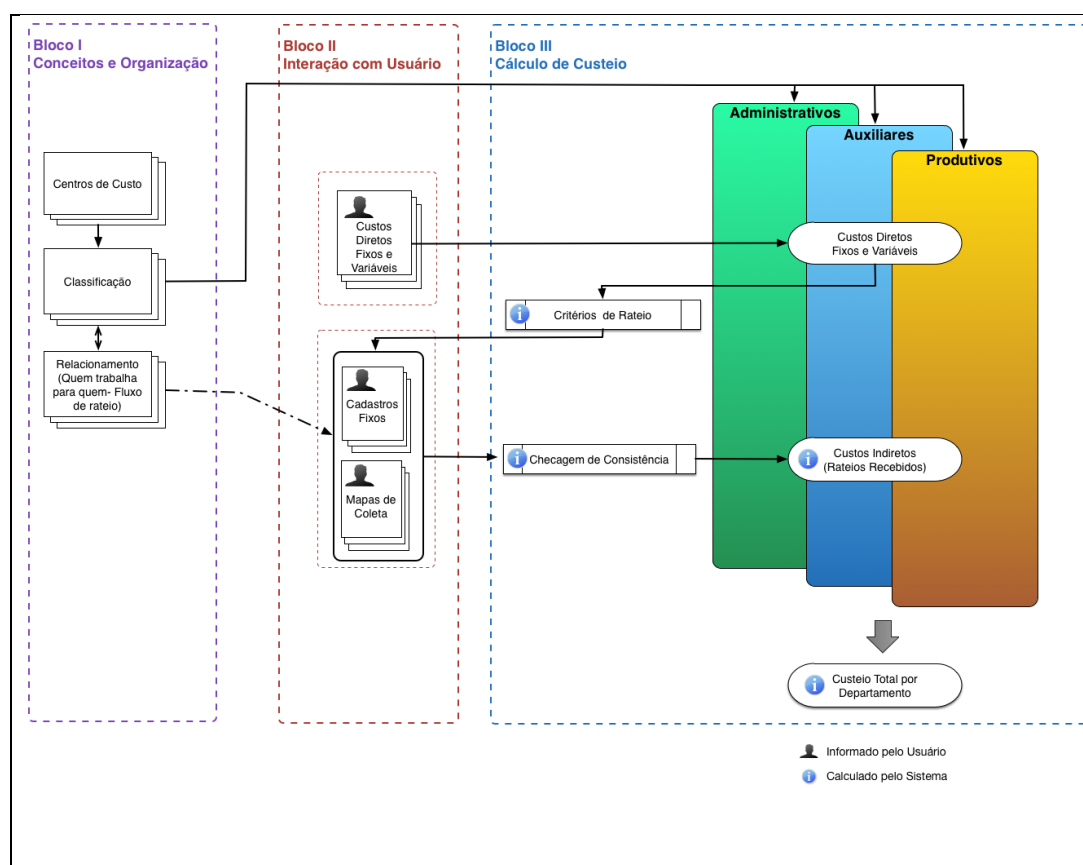 Bloco I
Conceitos e Organização
Bloco II
Interação com Usuário
Bloco III
Cálculo de Custeio
Administrativos
Auxiliares
Produtivos
Centros de Custo
Classificação
Relacionamento
(Quem trabalha
para quem- Fluxo
de rateio)
Custos
Diretos
Fixos e
Variáveis
Custos Diretos
Fixos e Variáveis
Critérios de Rateio
Cadastros
Fixos
Mapas de
Coleta
Checagem de Consistência
Custos Indiretos
(Rateios Recebidos)
Custeio Total por
Departamento
Informado pelo Usuário
Calculado pelo Sistema